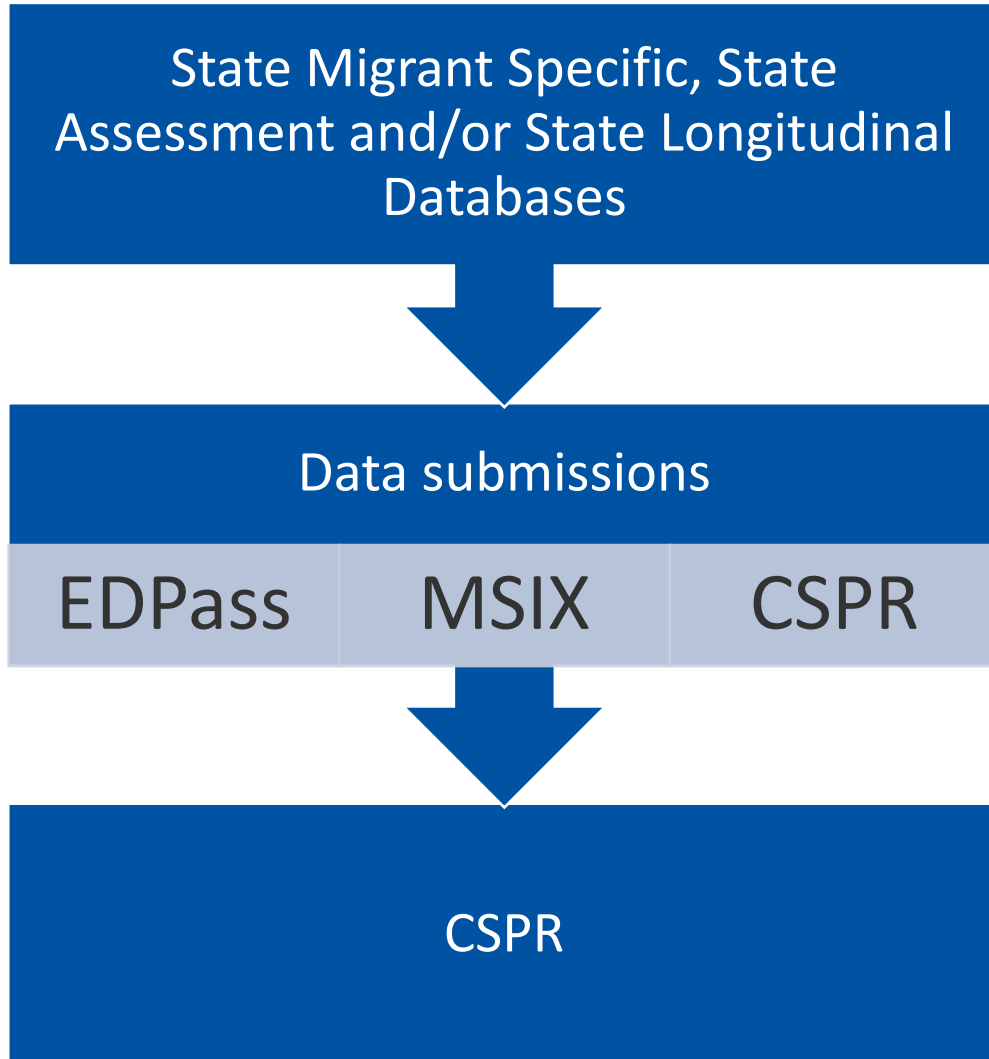 State Migrant Specific, State
Assessment and/or State Longitudinal
Databases
Data submissions
EDPass MSIX CSPR
CSPR